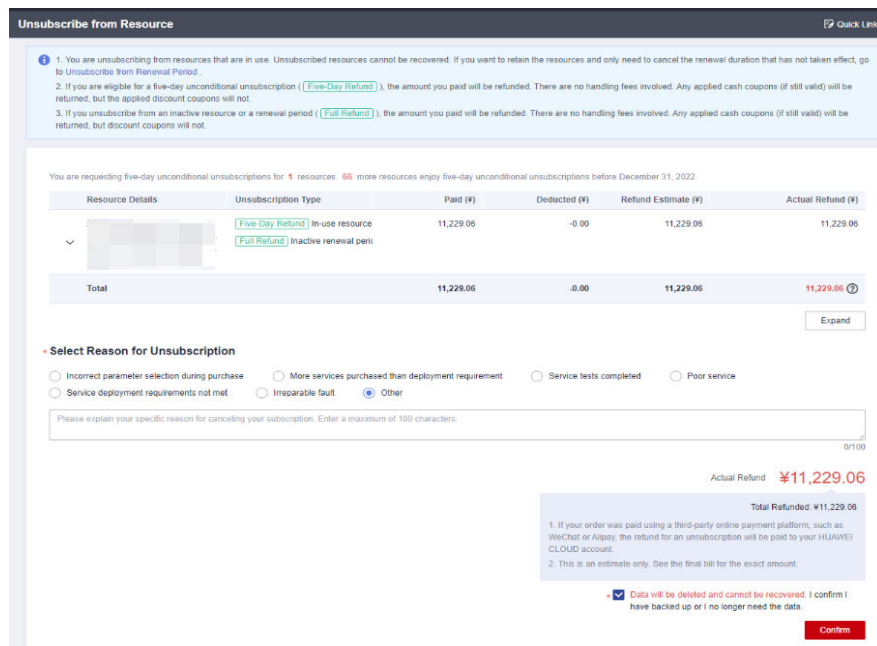 Unsubscribe from Resource
Quick Link
1. You are unsubscribing from resources that are in use. Unsubscribed resources cannot be recovered. If you want to retain the resources and only need to cancel the renewal duration that has not taken effect, go
to Unsubscribe from Renewal Period .
2. If you are eligible for a five-day unconditional unsubscription ( Five-Day Refund ), the amount you paid will be refunded. There are no handling fees involved. Any applied cash coupons (if still valid) will be
returned, but the applied discount coupons will not.
3. If you unsubscribe from an inactive resource or a renewal period ( Full Refund ), the amount you paid will be refunded. There are no handling fees involved. Any applied cash coupons (if still valid) will be
returned, but discount coupons will not.
You are requesting five-day unconditional unsubscriptions for 1 resources. 66 more resources enjoy five-day unconditional unsubscriptions before December 31, 2022.
Resource Details Unsubscription Type Paid (¥) Deducted (¥) Refund Estimate (¥) Actual Refund (¥)
Five-Day Refund In-use resource 11,229.06 -0.00 11,229.06 11,229.06
Full Refund Inactive renewal peric
Total 11,229.06 -0.00 11,229.06 11,229.06 ?
Expand
* Select Reason for Unsubscription
Incorrect parameter selection during purchase More services purchased than deployment requirement Service tests completed Poor service
Service deployment requirements not met Irreparable fault Other
Please explain your specific reason for canceling your subscription. Enter a maximum of 100 characters.
0/100
Actual Refund ¥11,229.06
Total Refunded: ¥11,229.06
1. If your order was paid using a third-party online payment platform, such as
WeChat or Alipay, the refund for an unsubscription will be paid to your HUAWEI
CLOUD account.
2. This is an estimate only. See the final bill for the exact amount.
* Data will be deleted and cannot be recovered. I confirm I
have backed up or I no longer need the data.
Confirm